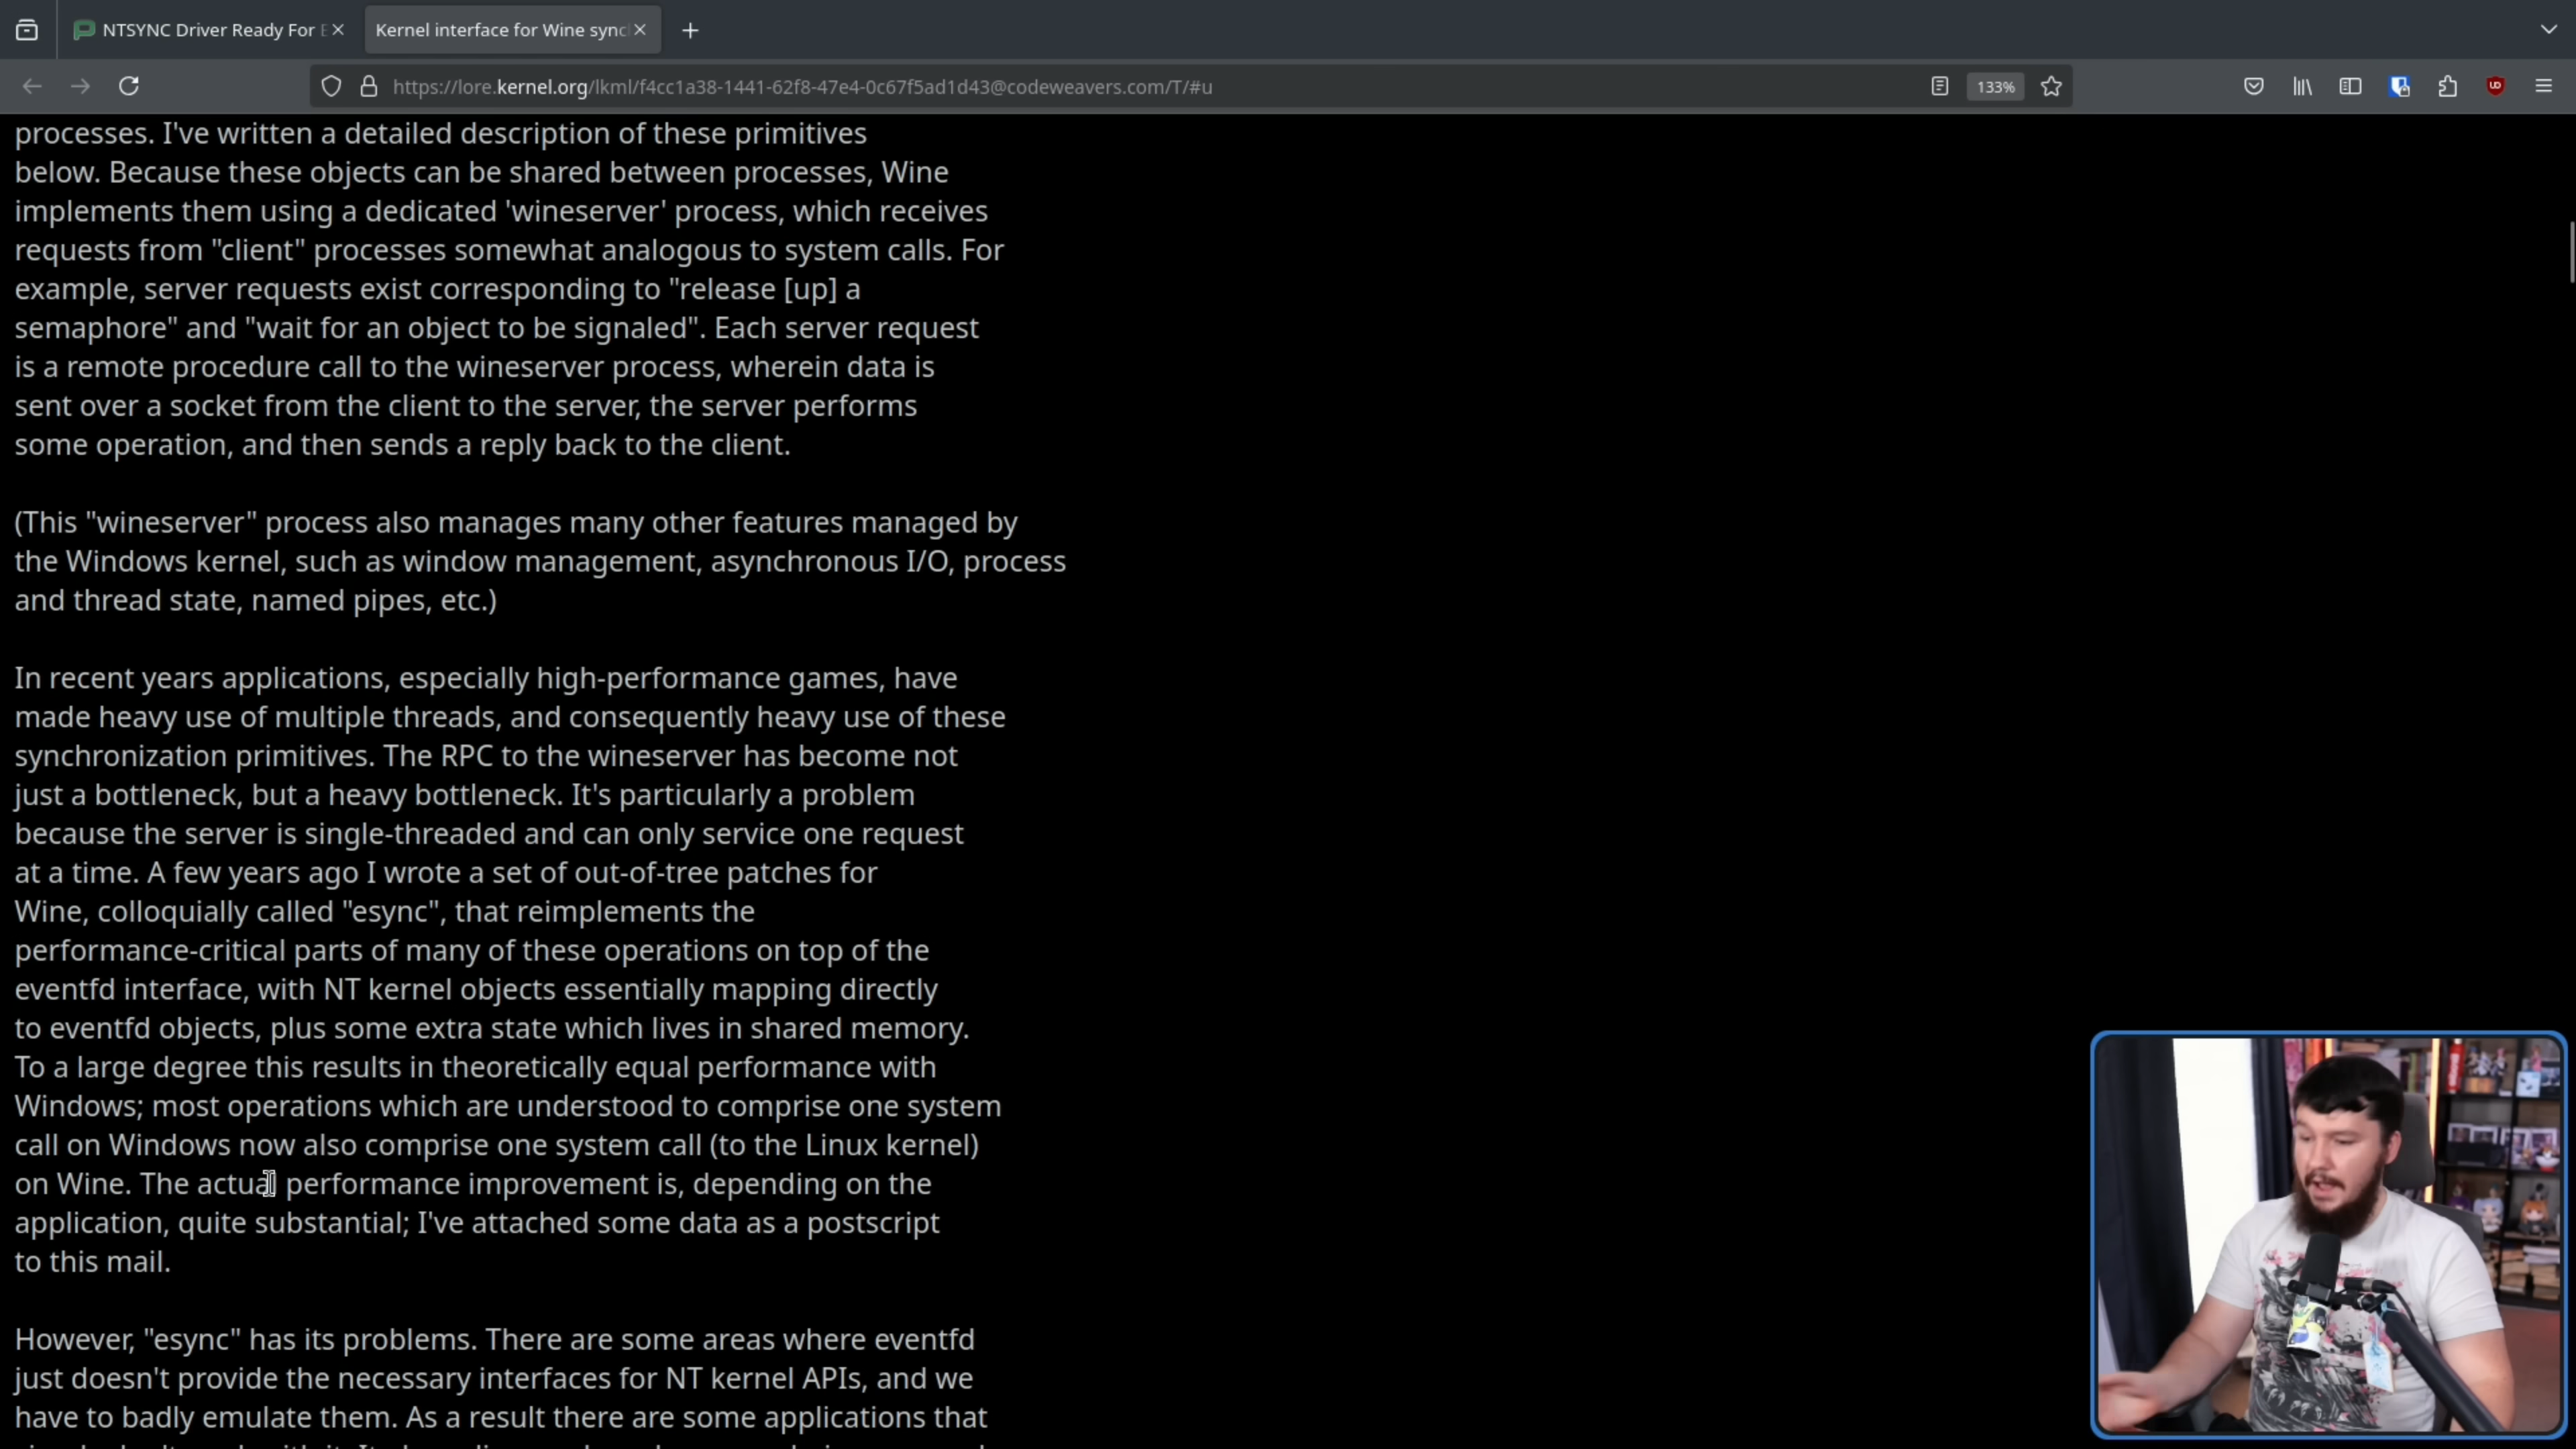 NTSYNC Driver Ready For
Kernel interface for Wine sync
https://lore.kernel.org/lkml/f4cc1a38-1441-62f8-47e4-0c67f5ad1d43@codeweavers.com/T/#u
133%
processes. I've written a detailed description of these primitives
below. Because these objects can be shared between processes, Wine
implements them using a dedicated 'wineserver' process, which receives
requests from "client" processes somewhat analogous to system calls. For
example, server requests exist corresponding to "release [up] a
semaphore" and "wait for an object to be signaled". Each server request
is a remote procedure call to the wineserver process, wherein data is
sent over a socket from the client to the server, the server performs
some operation, and then sends a reply back to the client.
(This "wineserver" process also manages many other features managed by
the Windows kernel, such as window management, asynchronous I/O, process
and thread state, named pipes, etc.)
In recent years applications, especially high-performance games, have
made heavy use of multiple threads, and consequently heavy use of these
synchronization primitives. The RPC to the wineserver has become not
just a bottleneck, but a heavy bottleneck. It's particularly a problem
because the server is single-threaded and can only service one request
at a time. A few years ago I wrote a set of out-of-tree patches for
Wine, colloquially called "esync", that reimplements the
performance-critical parts of many of these operations on top of the
eventfd interface, with NT kernel objects essentially mapping directly
to eventfd objects, plus some extra state which lives in shared memory.
To a large degree this results in theoretically equal performance with
Windows; most operations which are understood to comprise one system
call on Windows now also comprise one system call (to the Linux kernel)
on Wine. The actual performance improvement is, depending on the
application, quite substantial; I've attached some data as a postscript
to this mail.
However, "esync" has its problems. There are some areas where eventfd
just doesn't provide the necessary interfaces for NT kernel APIs, and we
have to badly emulate them. As a result there are some applications that